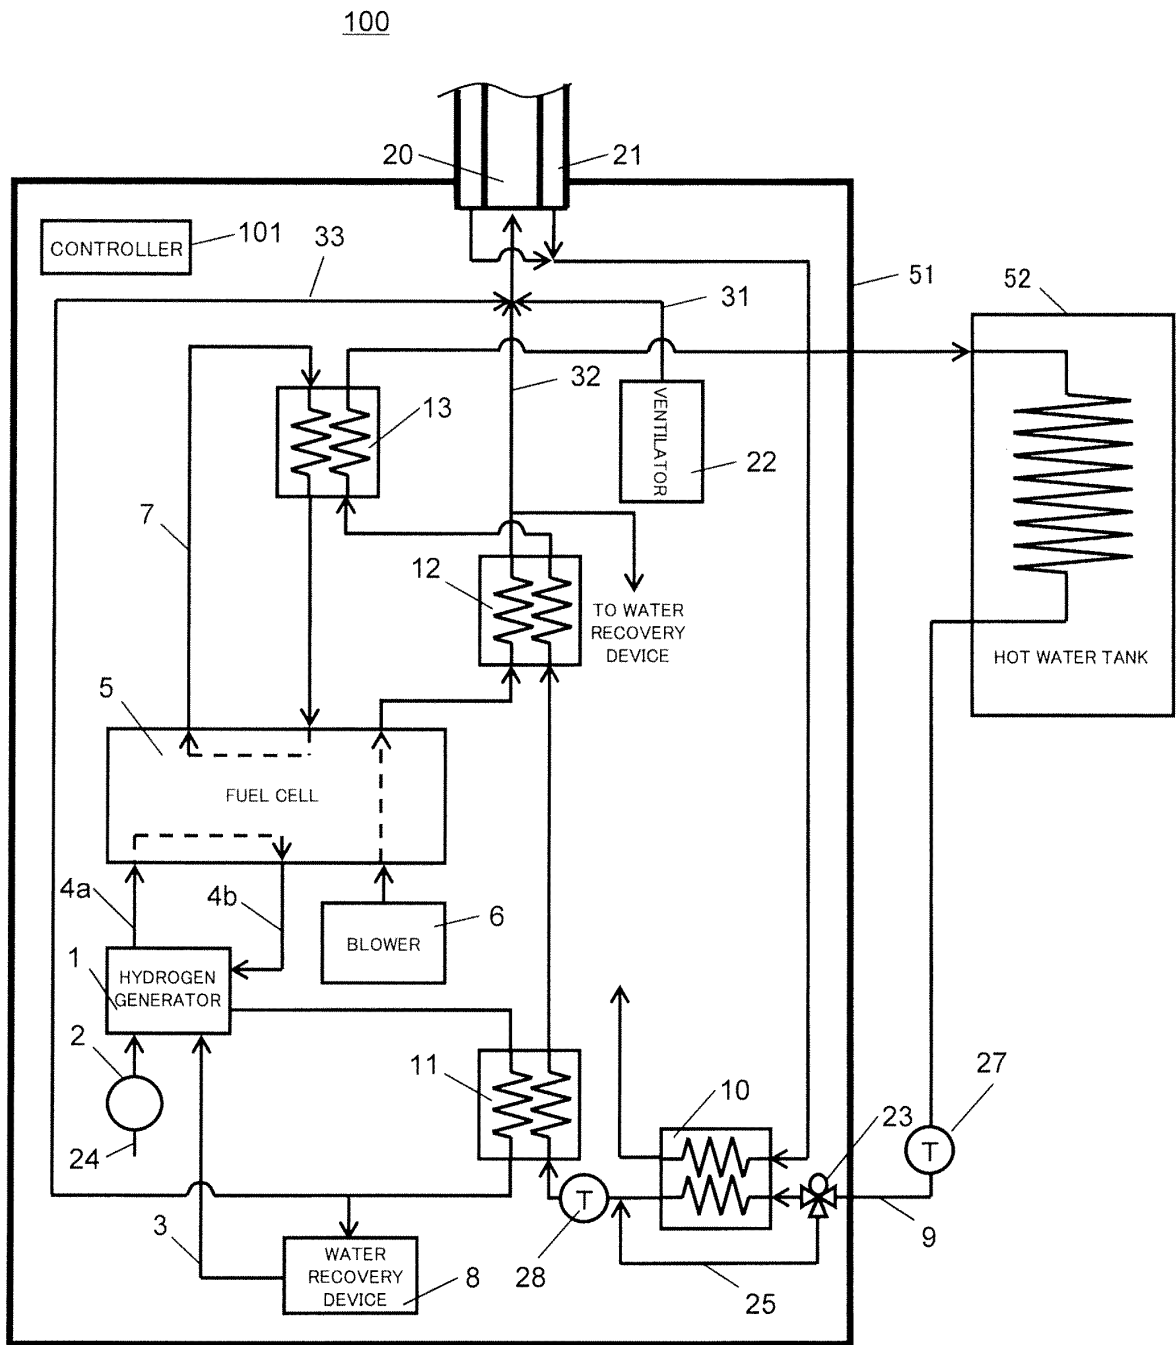 100
20
21
CONTROLLER
101
33
51
52
31
32
13
VENTILATOR
22
7
12
TO WATER
RECOVERY
DEVICE
HOT WATER TANK
5
FUEL CELL
4a
4b
6
BLOWER
1
HYDROGEN
GENERATOR
2
11
10
23
27
T
24
T
9
3
WATER
RECOVERY
DEVICE
8
28
25